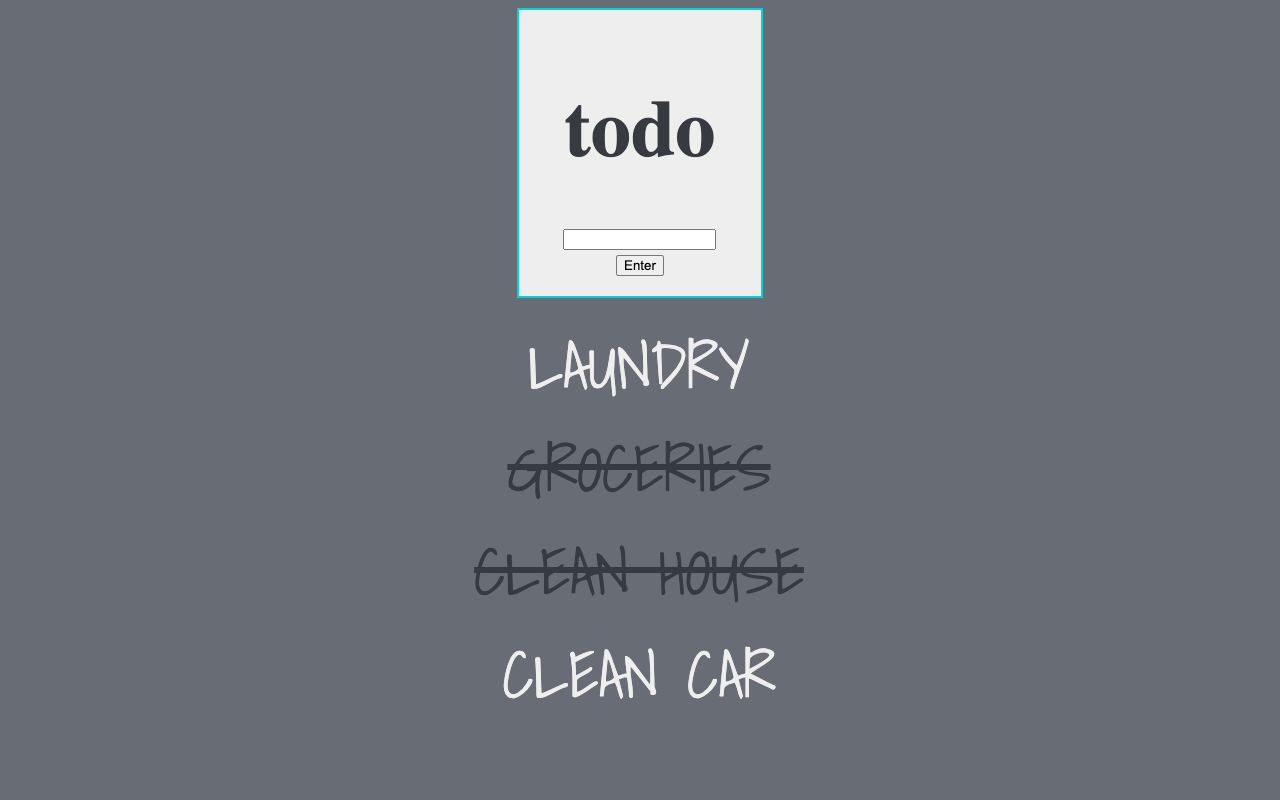 todo
Enter
LAUNDRY
GROCERIES
CLEAN HOUSE
CLEAN CAR